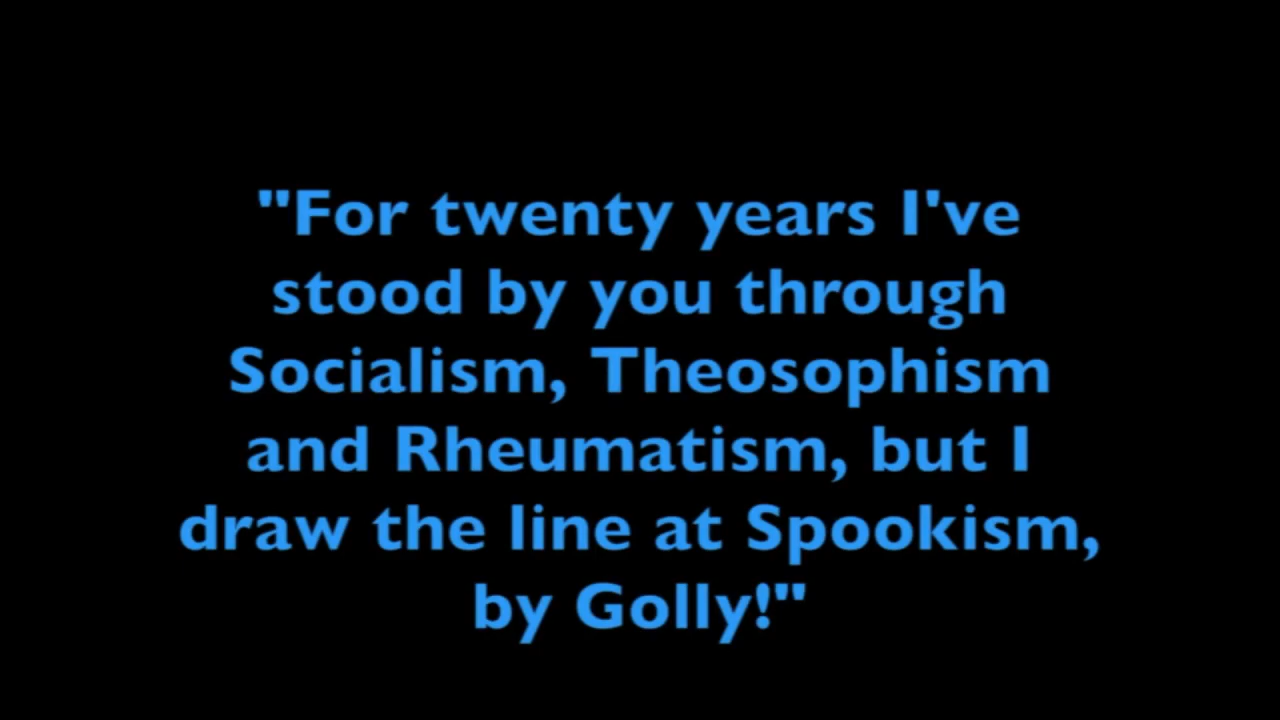 "For twenty years I've
stood by you through
Socialism, Theosophism
and Rheumatism, but I
draw the line at Spookism,
by Golly!"